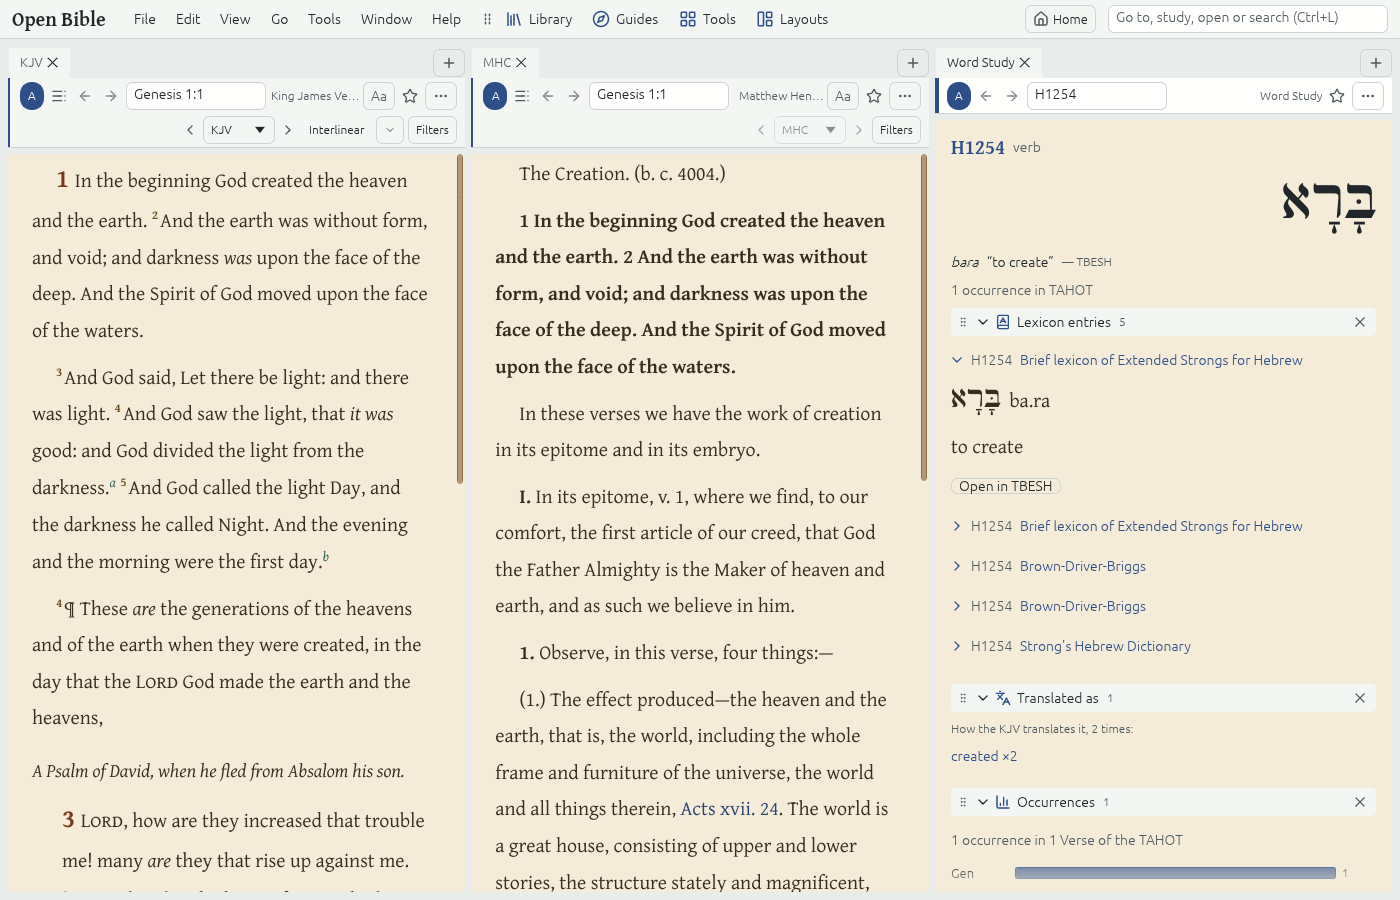 Open Bible File Edit View Go Tools Window Help Library Guides Tools Layouts Home Go to, study, open or search (Ctrl+L)
KJV
A Genesis 1:1 King James Ve... Aa
KJV Interlinear Filters
1 In the beginning God created the heaven
and the earth. 2 And the earth was without form,
and void; and darkness was upon the face of the
deep. And the Spirit of God moved upon the face
of the waters.
3 And God said, Let there be light: and there
was light. 4 And God saw the light, that it was
good: and God divided the light from the
darkness.a 5 And God called the light Day, and
the darkness he called Night. And the evening
and the morning were the first day.b
4 ¶ These are the generations of the heavens
and of the earth when they were created, in the
day that the LORD God made the earth and the
heavens,
A Psalm of David, when he fled from Absalom his son.
3 LORD, how are they increased that trouble
me! many are they that rise up against me.
MHC
A Genesis 1:1 Matthew Hen... Aa
MHC Filters
The Creation. (b. c. 4004.)
1 In the beginning God created the heaven
and the earth. 2 And the earth was without
form, and void; and darkness was upon the
face of the deep. And the Spirit of God moved
upon the face of the waters.
In these verses we have the work of creation
in its epitome and in its embryo.
I. In its epitome, v. 1, where we find, to our
comfort, the first article of our creed, that God
the Father Almighty is the Maker of heaven and
earth, and as such we believe in him.
1. Observe, in this verse, four things:—
(1.) The effect produced—the heaven and the
earth, that is, the world, including the whole
frame and furniture of the universe, the world
and all things therein, Acts xvii. 24. The world is
a great house, consisting of upper and lower
stories, the structure stately and magnificent,
Word Study
A H1254 Word Study
H1254 verb
בָּרָא
bara “to create” — TBESH
1 occurrence in TAHOT
Lexicon entries 5
H1254 Brief lexicon of Extended Strongs for Hebrew
בָּרָא ba.ra
to create
Open in TBESH
H1254 Brief lexicon of Extended Strongs for Hebrew
H1254 Brown-Driver-Briggs
H1254 Brown-Driver-Briggs
H1254 Strong's Hebrew Dictionary
Translated as 1
How the KJV translates it, 2 times:
created ×2
Occurrences 1
1 occurrence in 1 Verse of the TAHOT
Gen 1